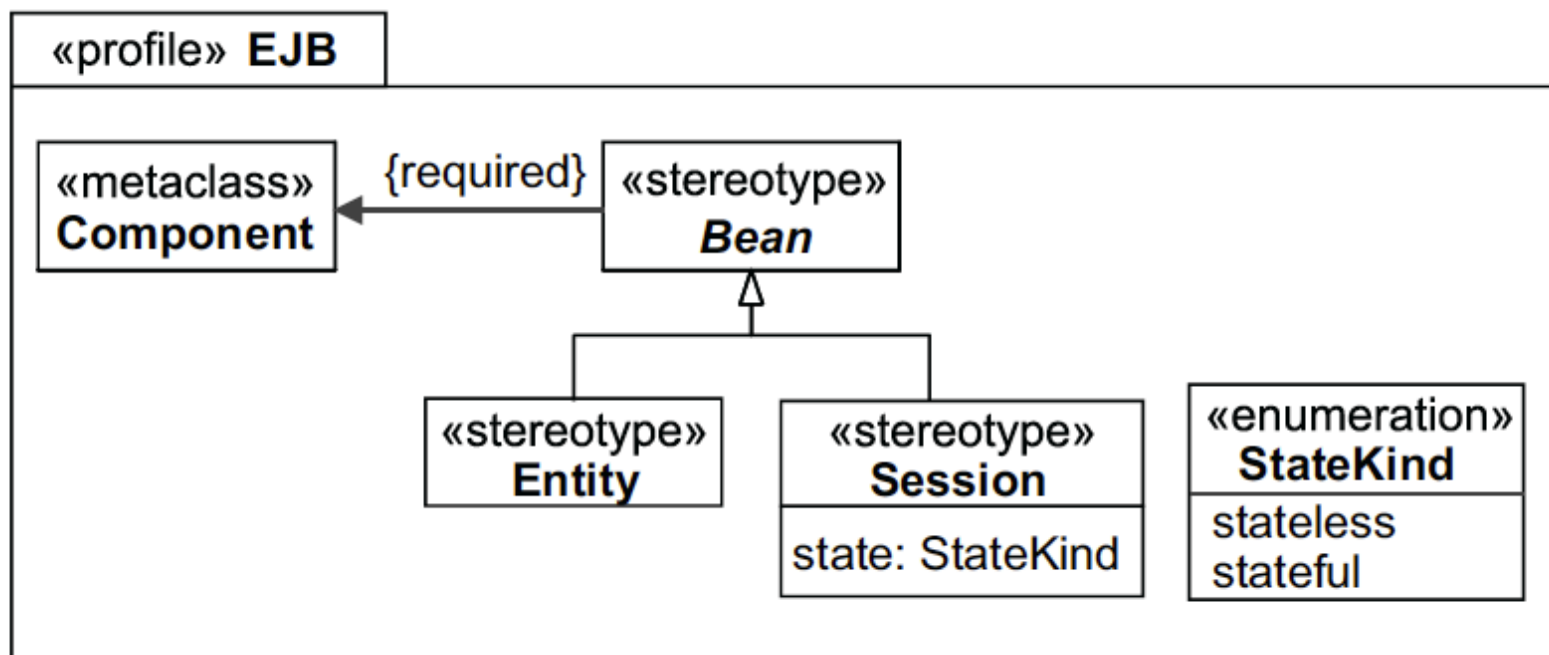 «profile» EJB
«metaclass»
Component
{required}
«stereotype»
Bean
«stereotype»
Entity
«stereotype»
Session
state: StateKind
«enumeration»
StateKind
stateless
stateful